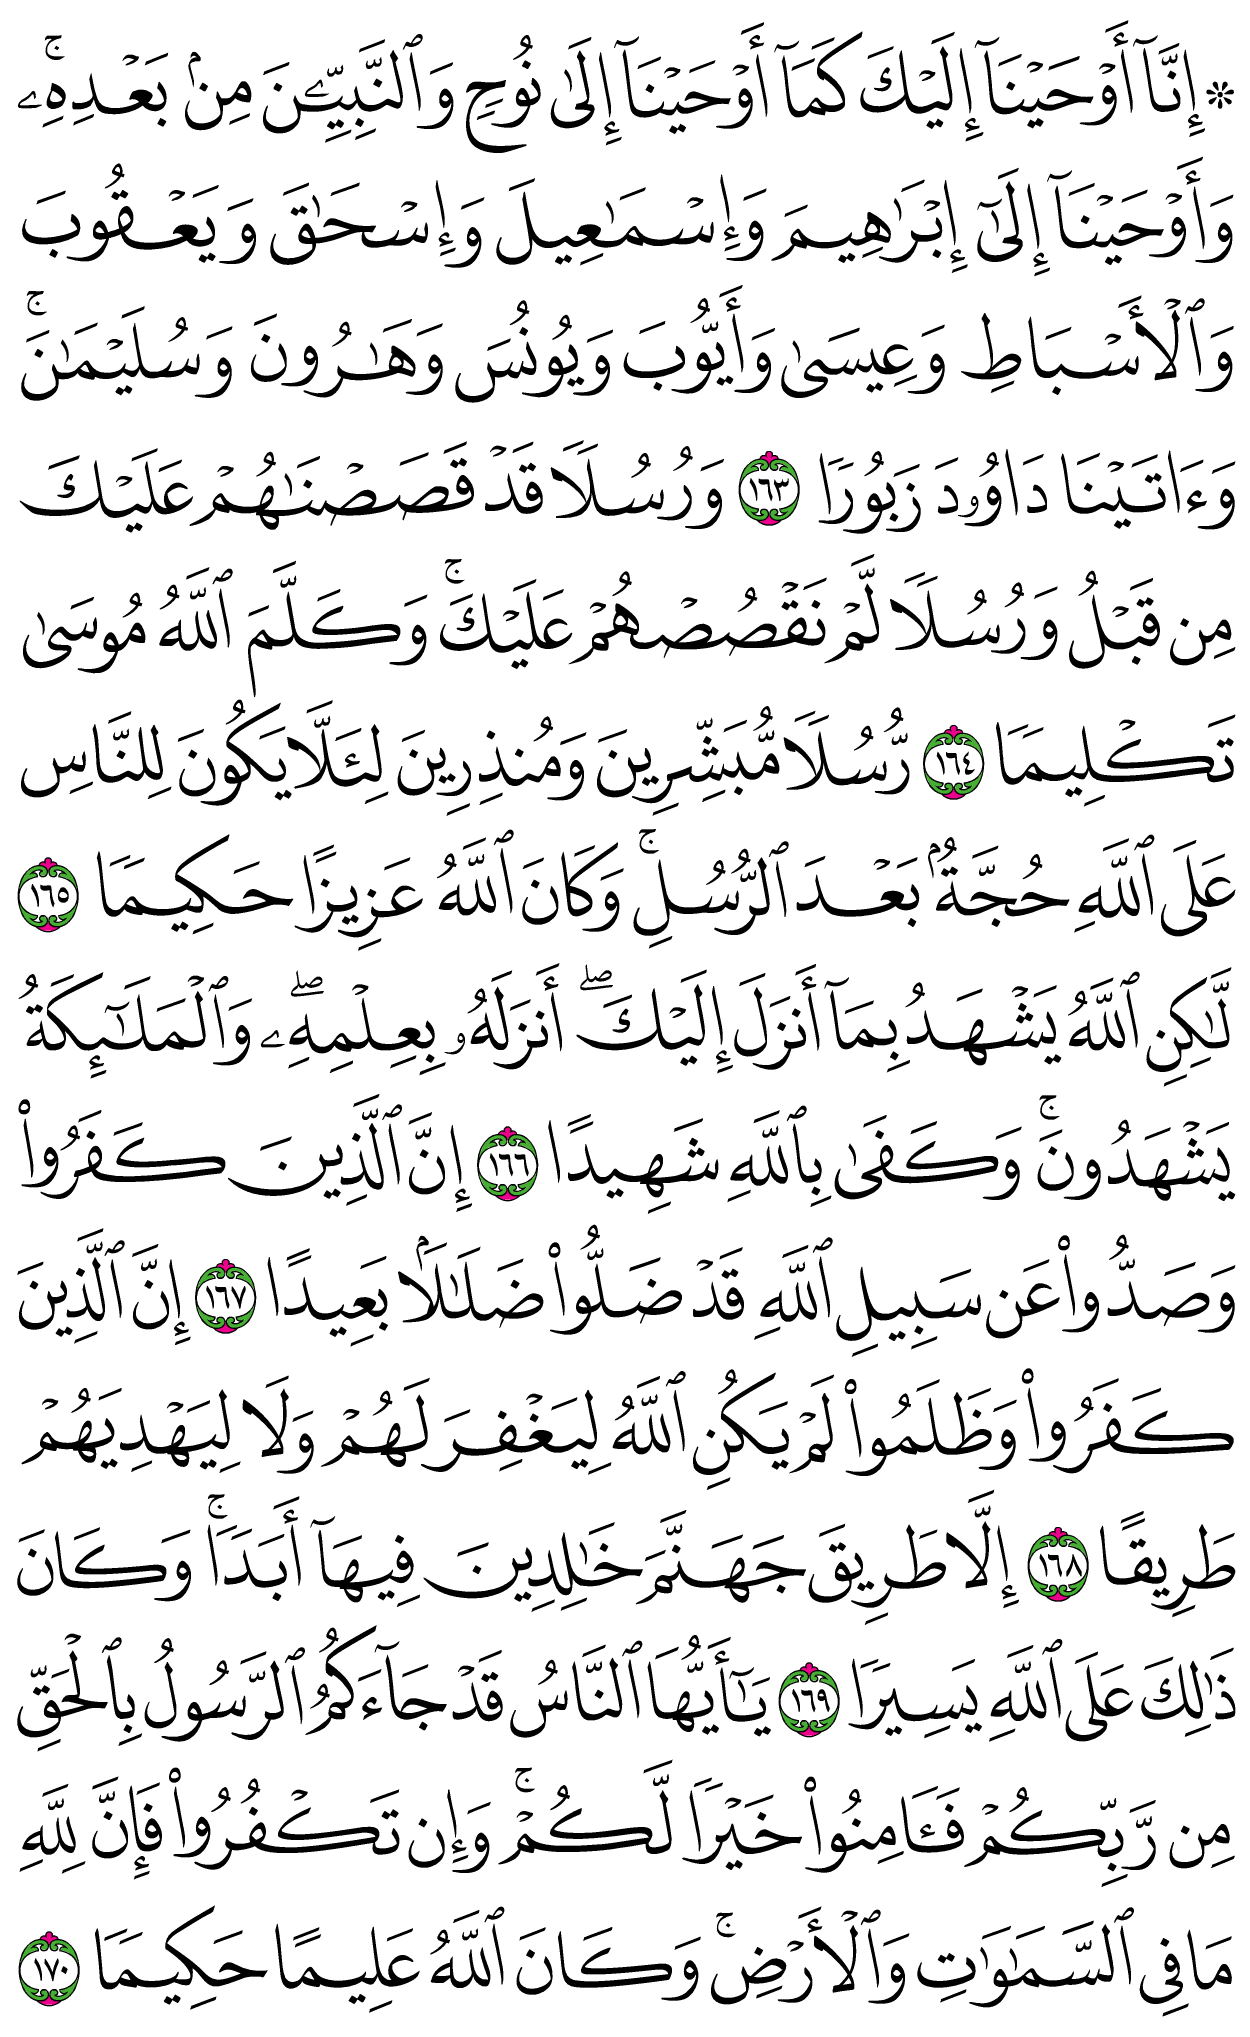 ۞ إِنَّآ أَوۡحَيۡنَآ إِلَيۡكَ كَمَآ أَوۡحَيۡنَآ إِلَىٰ نُوحٖ وَٱلنَّبِيِّـۧنَ مِنۢ بَعۡدِهِۦۚ
وَأَوۡحَيۡنَآ إِلَىٰٓ إِبۡرَٰهِيمَ وَإِسۡمَٰعِيلَ وَإِسۡحَٰقَ وَيَعۡقُوبَ
وَٱلۡأَسۡبَاطِ وَعِيسَىٰ وَأَيُّوبَ وَيُونُسَ وَهَٰرُونَ وَسُلَيۡمَٰنَۚ
وَءَاتَيۡنَا دَاوُۥدَ زَبُورٗا ١٦٣ وَرُسُلٗا قَدۡ قَصَصۡنَٰهُمۡ عَلَيۡكَ
مِن قَبۡلُ وَرُسُلٗا لَّمۡ نَقۡصُصۡهُمۡ عَلَيۡكَۚ وَكَلَّمَ ٱللَّهُ مُوسَىٰ
تَكۡلِيمٗا ١٦٤ رُّسُلٗا مُّبَشِّرِينَ وَمُنذِرِينَ لِئَلَّا يَكُونَ لِلنَّاسِ
عَلَى ٱللَّهِ حُجَّةُۢ بَعۡدَ ٱلرُّسُلِۚ وَكَانَ ٱللَّهُ عَزِيزًا حَكِيمٗا ١٦٥
لَّٰكِنِ ٱللَّهُ يَشۡهَدُ بِمَآ أَنزَلَ إِلَيۡكَۖ أَنزَلَهُۥ بِعِلۡمِهِۦۖ وَٱلۡمَلَٰٓئِكَةُ
يَشۡهَدُونَۚ وَكَفَىٰ بِٱللَّهِ شَهِيدًا ١٦٦ إِنَّ ٱلَّذِينَ كَفَرُواْ
وَصَدُّواْ عَن سَبِيلِ ٱللَّهِ قَدۡ ضَلُّواْ ضَلَٰلَۢا بَعِيدًا ١٦٧ إِنَّ ٱلَّذِينَ
كَفَرُواْ وَظَلَمُواْ لَمۡ يَكُنِ ٱللَّهُ لِيَغۡفِرَ لَهُمۡ وَلَا لِيَهۡدِيَهُمۡ
طَرِيقًا ١٦٨ إِلَّا طَرِيقَ جَهَنَّمَ خَٰلِدِينَ فِيهَآ أَبَدٗاۚ وَكَانَ
ذَٰلِكَ عَلَى ٱللَّهِ يَسِيرٗا ١٦٩ يَٰٓأَيُّهَا ٱلنَّاسُ قَدۡ جَآءَكُمُ ٱلرَّسُولُ بِٱلۡحَقِّ
مِن رَّبِّكُمۡ فَـَٔامِنُواْ خَيۡرٗا لَّكُمۡۚ وَإِن تَكۡفُرُواْ فَإِنَّ لِلَّهِ
مَا فِي ٱلسَّمَٰوَٰتِ وَٱلۡأَرۡضِۚ وَكَانَ ٱللَّهُ عَلِيمًا حَكِيمٗا ١٧٠